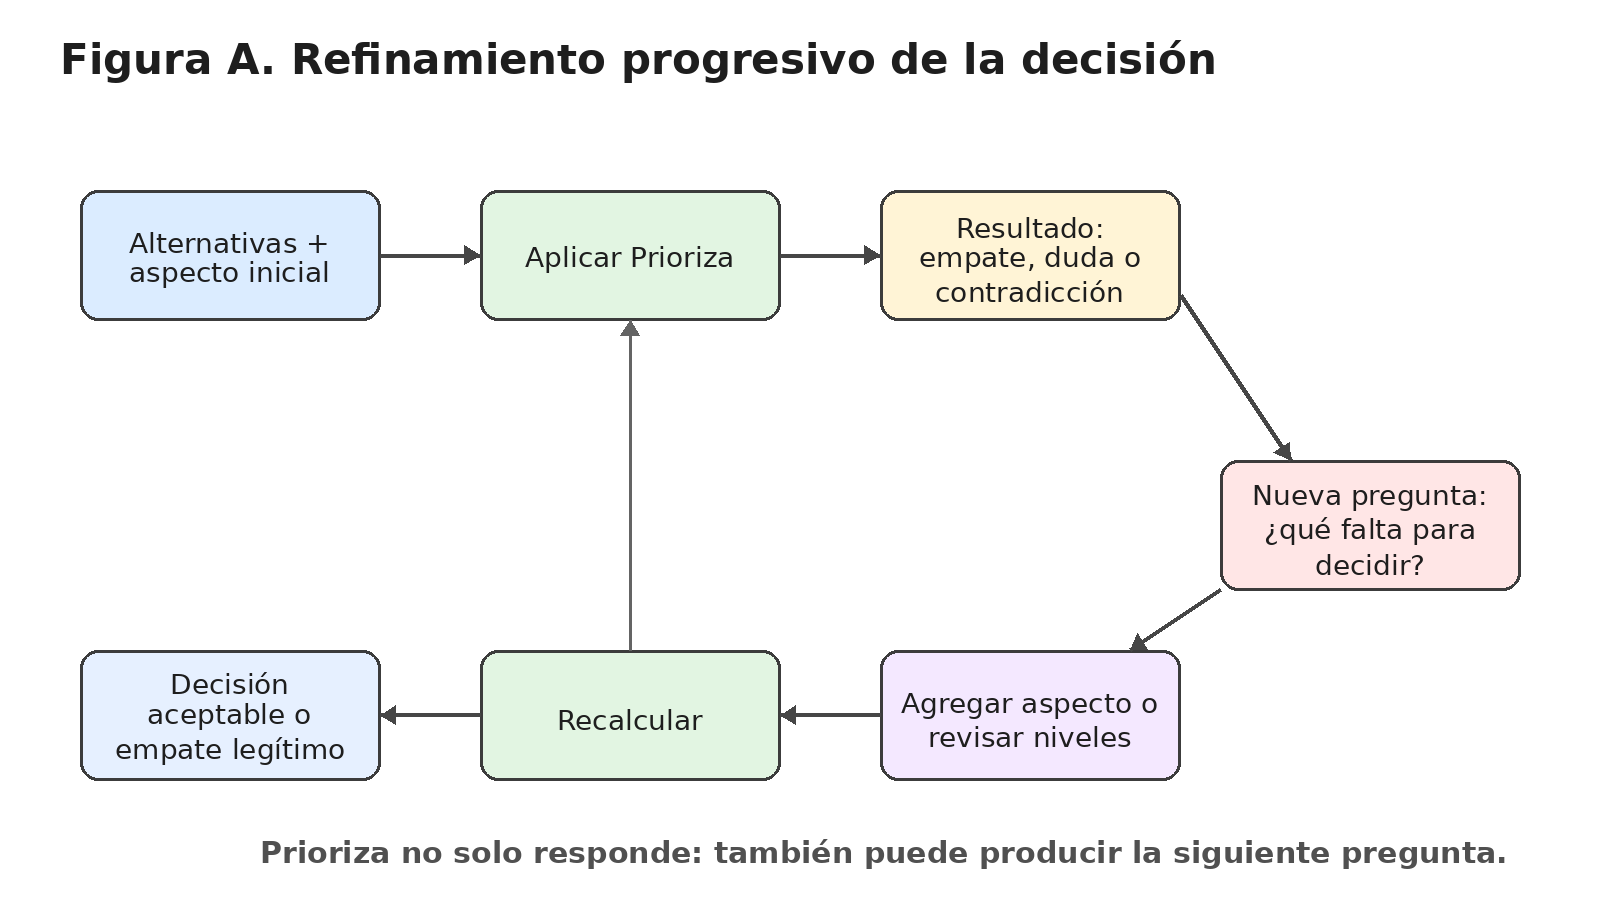 Figura A. Refinamiento progresivo de la decisión
Alternativas +
aspecto inicial
Aplicar Prioriza
Resultado:
empate, duda o
contradicción
Nueva pregunta:
¿qué falta para
decidir?
Agregar aspecto o
revisar niveles
Recalcular
Decisión
aceptable o
empate legítimo
Prioriza no solo responde: también puede producir la siguiente pregunta.